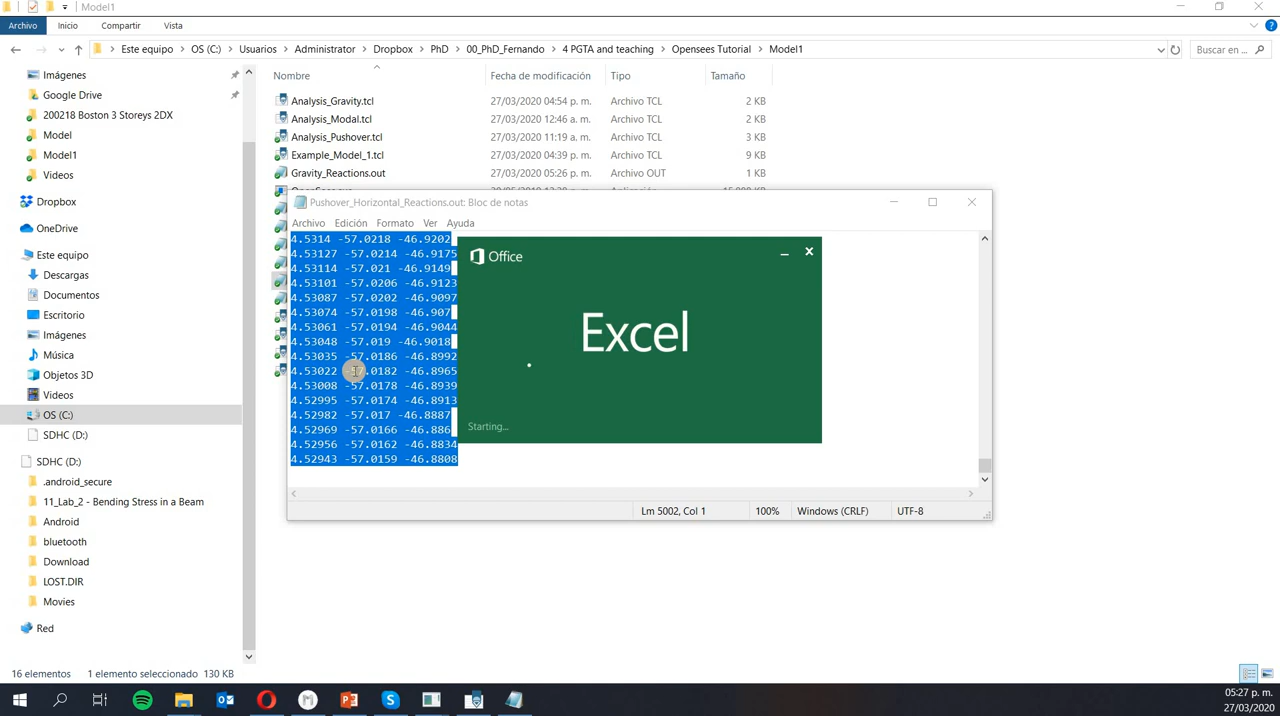 Model1
Archivo Inicio Compartir Vista
Este equipo OS (C:) Usuarios Administrator Dropbox PhD 00_PhD_Fernando 4 PGTA and teaching Opensees Tutorial Model1
Buscar en ...
Nombre Fecha de modificación Tipo Tamaño
Imágenes
Google Drive
200218 Boston 3 Storeys 2DX
Model
Model1
Videos
Dropbox
OneDrive
Este equipo
Descargas
Documentos
Escritorio
Imágenes
Música
Objetos 3D
Videos
OS (C:)
SDHC (D:)
SDHC (D:)
.android_secure
11_Lab_2 - Bending Stress in a Beam
Android
bluetooth
Download
LOST.DIR
Movies
Red
Analysis_Gravity.tcl 27/03/2020 04:54 p. m. Archivo TCL 2 KB
Analysis_Modal.tcl 27/03/2020 12:46 a. m. Archivo TCL 2 KB
Analysis_Pushover.tcl 27/03/2020 11:19 a. m. Archivo TCL 3 KB
Example_Model_1.tcl 27/03/2020 04:39 p. m. Archivo TCL 9 KB
Gravity_Reactions.out 27/03/2020 05:26 p. m. Archivo OUT 1 KB
Pushover_Horizontal_Reactions.out: Bloc de notas
Archivo Edición Formato Ver Ayuda
4.5314 -57.0218 -46.9202
4.53127 -57.0214 -46.9175
4.53114 -57.021 -46.9149
4.53101 -57.0206 -46.9123
4.53087 -57.0202 -46.9097
4.53074 -57.0198 -46.907
4.53061 -57.0194 -46.9044
4.53048 -57.019 -46.9018
4.53035 -57.0186 -46.8992
4.53022 -57.0182 -46.8965
4.53008 -57.0178 -46.8939
4.52995 -57.0174 -46.8913
4.52982 -57.017 -46.8887
4.52969 -57.0166 -46.886
4.52956 -57.0162 -46.8834
4.52943 -57.0159 -46.8808
Office
Excel
Starting...
Lm 5002, Col 1 100% Windows (CRLF) UTF-8
16 elementos 1 elemento seleccionado 130 KB
05:27 p. m.
27/03/2020